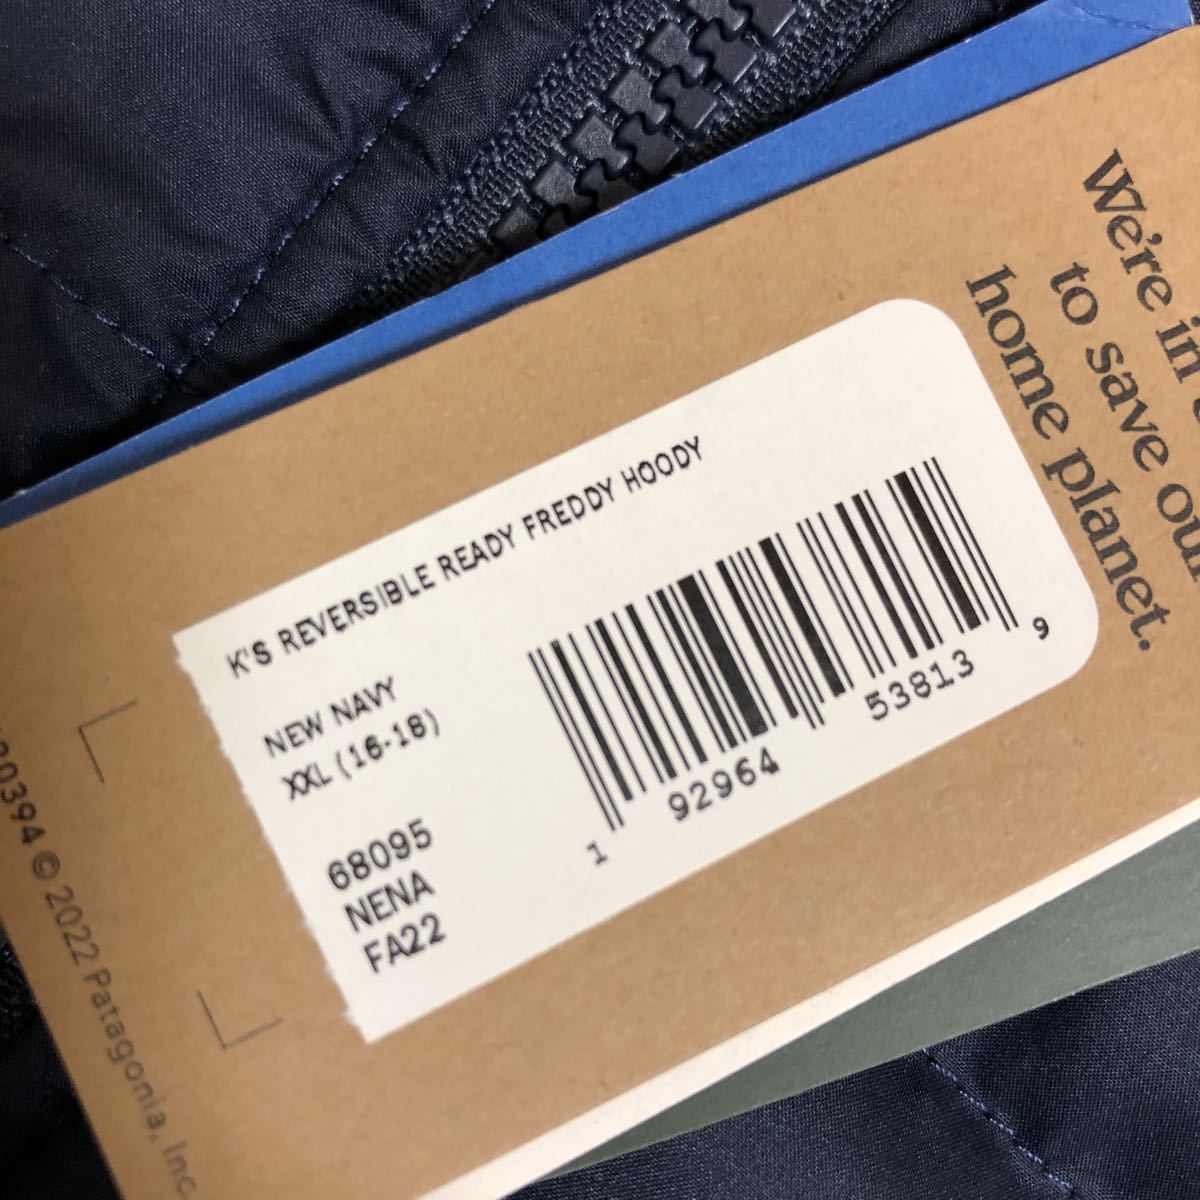 K'S REVERSIBLE READY FREDDY HOODY
NEW NAVY
XXL (16-18)
68095
NENA
FA22
1 92964 53813 9
We're in
to save our
home planet.
20394 © 2022 Patagonia, Inc